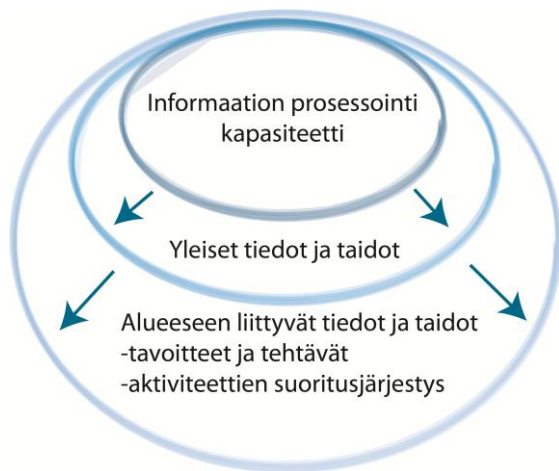 Informaation prosessointi
kapasiteetti
Yleiset tiedot ja taidot
Alueeseen liittyvät tiedot ja taidot
-tavoitteet ja tehtävät
-aktiviteettien suoritusjärjestys